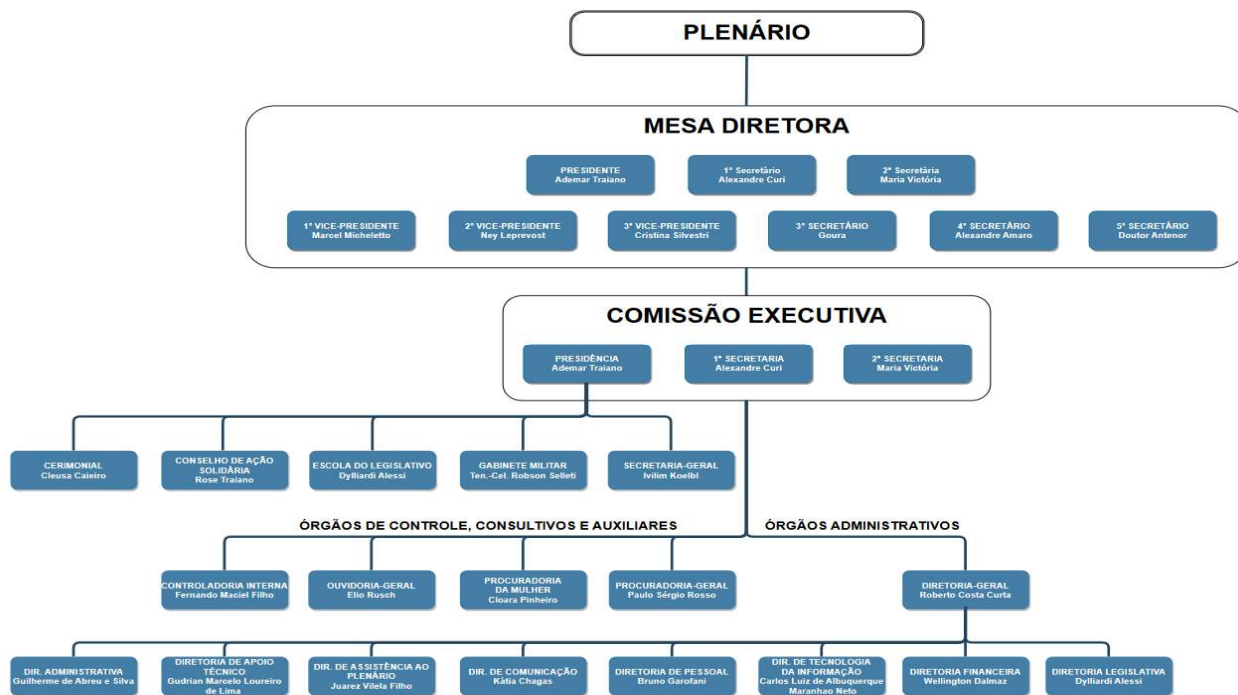 PLENÁRIO
MESA DIRETORA
PRESIDENTE
Ademar Traiano
1º Secretário
Alexandre Curi
2ª Secretária
Maria Victória
1º VICE-PRESIDENTE
Marcel Micheletto
2º VICE-PRESIDENTE
Ney Leprevost
3ª VICE-PRESIDENTE
Cristina Silvestri
3º SECRETÁRIO
Goura
4º SECRETÁRIO
Alexandre Amaro
5º SECRETÁRIO
Doutor Antenor
COMISSÃO EXECUTIVA
PRESIDÊNCIA
Ademar Traiano
1ª SECRETARIA
Alexandre Curi
2ª SECRETARIA
Maria Victória
CERIMONIAL
Cleusa Caieiro
CONSELHO DE AÇÃO
SOLIDÁRIA
Rose Traiano
ESCOLA DO LEGISLATIVO
Dylliardi Alessi
GABINETE MILITAR
Ten.-Cel. Robson Selleti
SECRETARIA-GERAL
Ivilim Koelbl
ÓRGÃOS DE CONTROLE, CONSULTIVOS E AUXILIARES
ÓRGÃOS ADMINISTRATIVOS
CONTROLADORIA INTERNA
Fernando Maciel Filho
OUVIDORIA-GERAL
Elio Rusch
PROCURADORIA
DA MULHER
Cloara Pinheiro
PROCURADORIA-GERAL
Paulo Sérgio Rosso
DIRETORIA-GERAL
Roberto Costa Curta
DIR. ADMINISTRATIVA
Guilherme de Abreu e Silva
DIRETORIA DE APOIO
TÉCNICO
Gudrian Marcelo Loureiro
de Lima
DIR. DE ASSISTÊNCIA AO
PLENÁRIO
Juarez Vilela Filho
DIR. DE COMUNICAÇÃO
Kátia Chagas
DIRETORIA DE PESSOAL
Bruno Garofani
DIR. DE TECNOLOGIA
DA INFORMAÇÃO
Carlos Luiz de Albuquerque
Maranhao Neto
DIRETORIA FINANCEIRA
Wellington Dalmaz
DIRETORIA LEGISLATIVA
Dylliardi Alessi